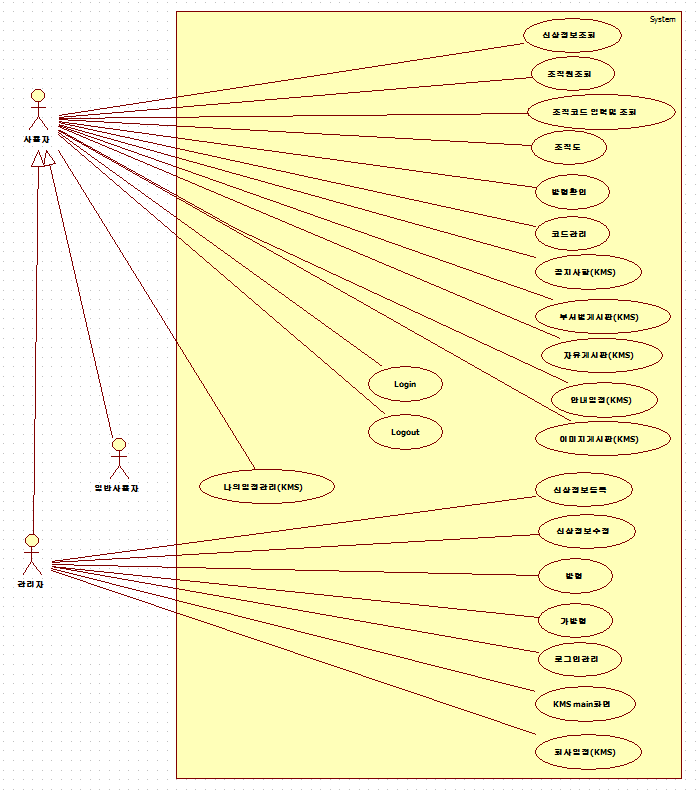 System
신상정보조회
조직원조회
조직코드 입력및 조회
사용자
조직도
발령확인
코드관리
공지사항(KMS)
부서별게시판(KMS)
자유게시판(KMS)
Login
안내일정(KMS)
Logout
이미지게시판(KMS)
일반사용자
나의일정관리(KMS)
신상정보등록
신상정보수정
관리자
발령
가발령
로그인관리
KMS main화면
회사일정(KMS)